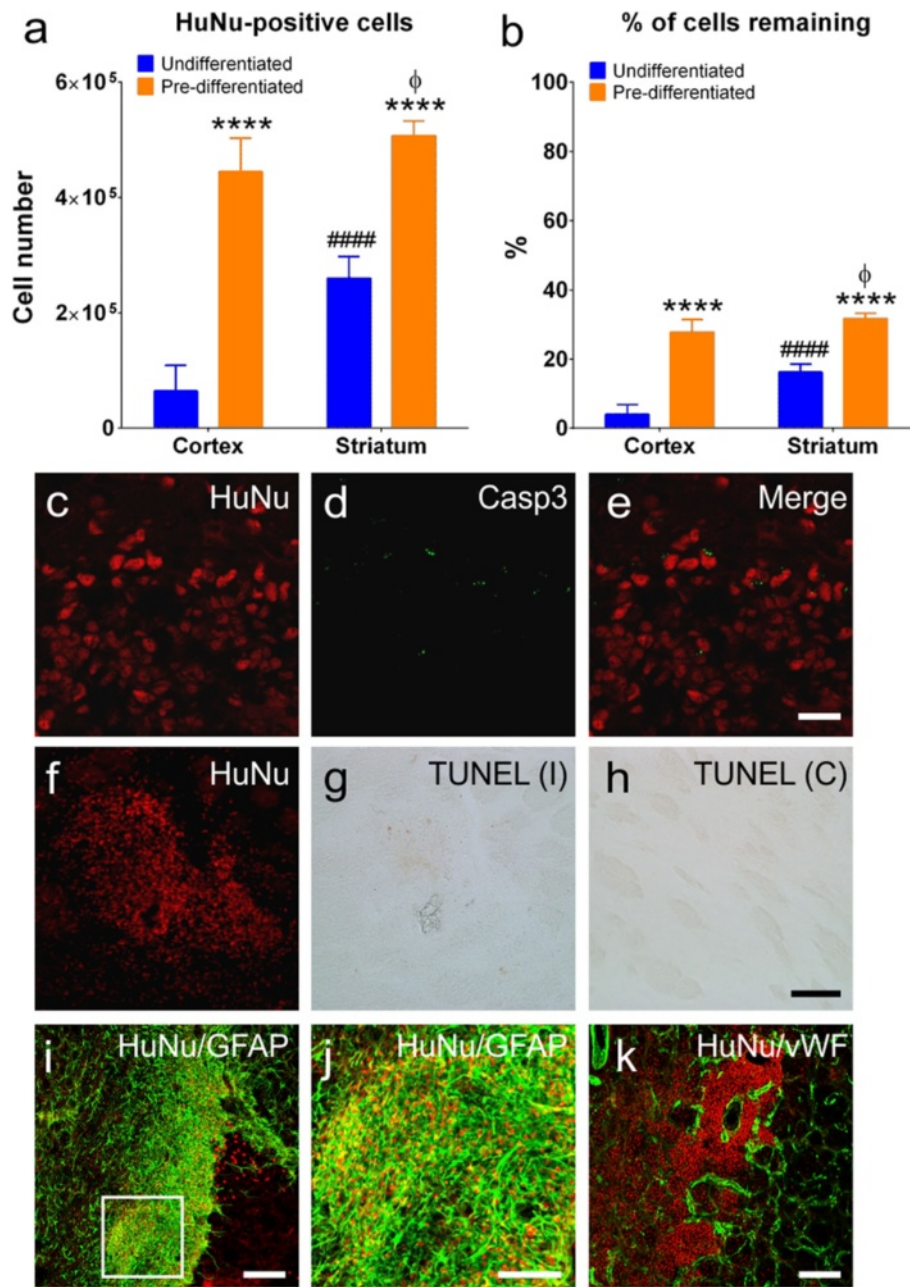 a
HuNu-positive cells
Undifferentiated
Pre-differentiated
Cell number
6×10⁵
4×10⁵
2×10⁵
0
****
####
ϕ
****
Cortex
Striatum
b
% of cells remaining
Undifferentiated
Pre-differentiated
%
100
80
60
40
20
0
****
####
ϕ
****
Cortex
Striatum
c HuNu
d Casp3
e Merge
f HuNu
g TUNEL (I)
h TUNEL (C)
i HuNu/GFAP
j HuNu/GFAP
k HuNu/vWF